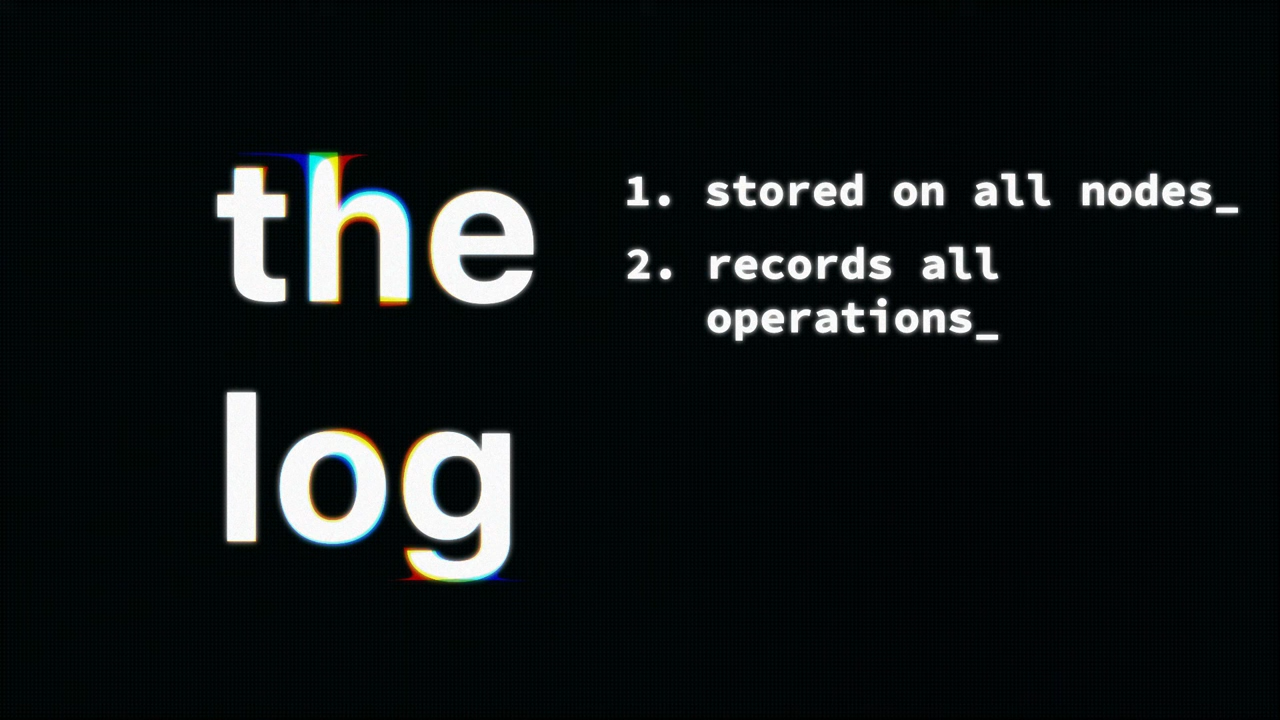 the
log
1. stored on all nodes_
2. records all
operations_